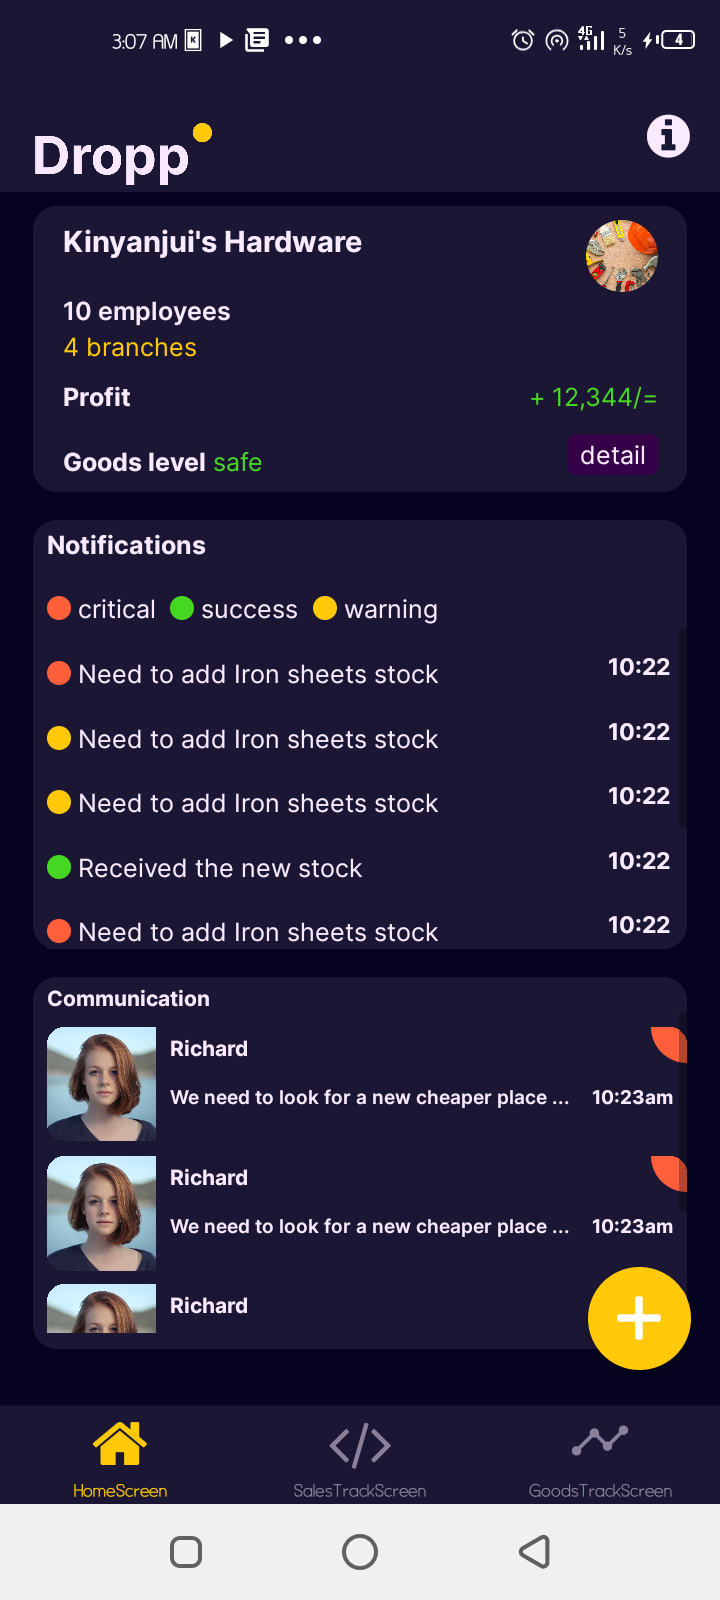 3:07 AM K 4G 5 K/s 4
Dropp
Kinyanjui's Hardware
10 employees
4 branches
Profit + 12,344/=
Goods level safe detail
Notifications
critical success warning
Need to add Iron sheets stock 10:22
Need to add Iron sheets stock 10:22
Need to add Iron sheets stock 10:22
Received the new stock 10:22
Need to add Iron sheets stock 10:22
Communication
Richard
We need to look for a new cheaper place ... 10:23am
Richard
We need to look for a new cheaper place ... 10:23am
Richard
HomeScreen SalesTrackScreen GoodsTrackScreen